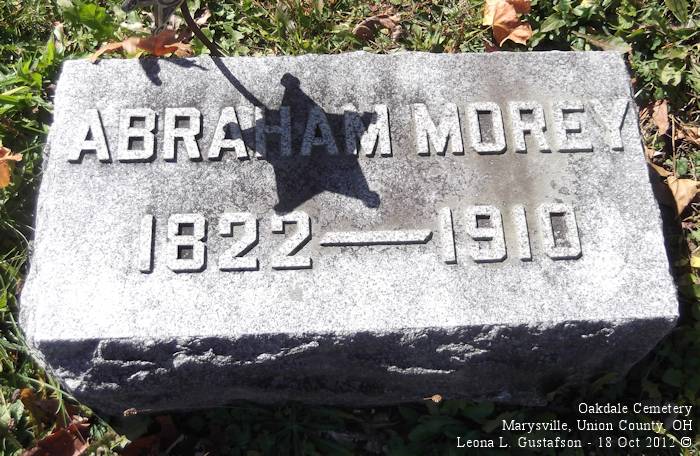 ABRAHAM MOREY
1822—1910
Oakdale Cemetery
Marysville, Union County, OH
Leona L. Gustafson - 18 Oct 2012 ©